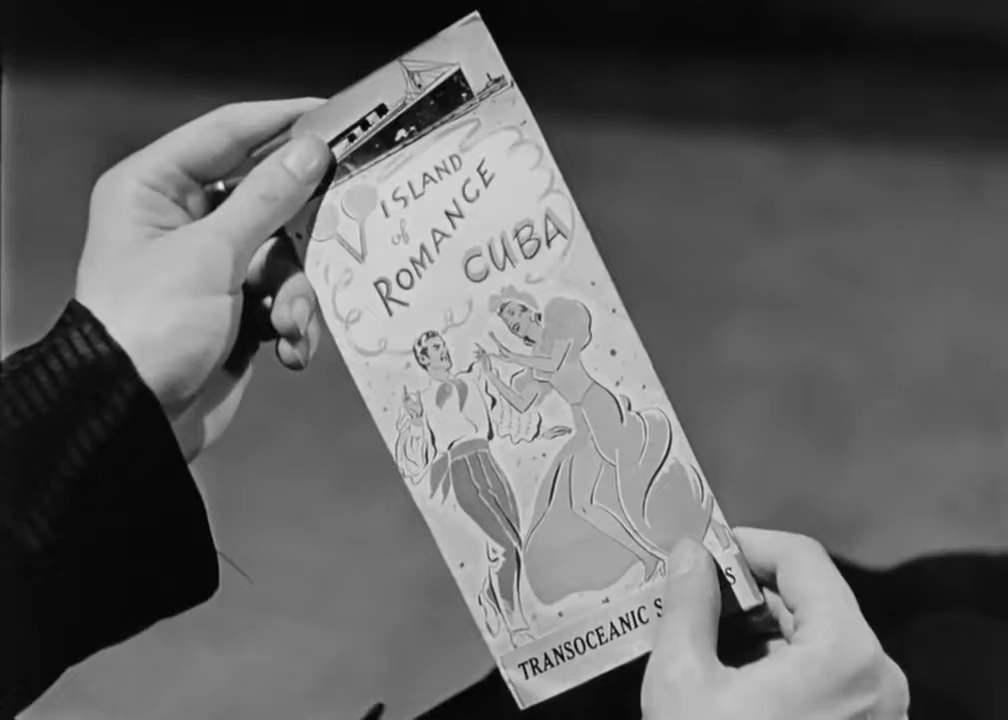 ISLAND
of
ROMANCE
CUBA
TRANSOCEANIC S
S